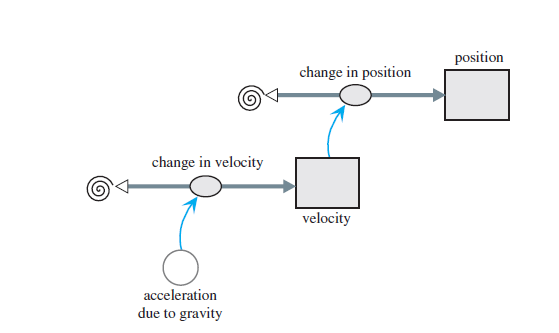 position
change in position
change in velocity
velocity
acceleration
due to gravity